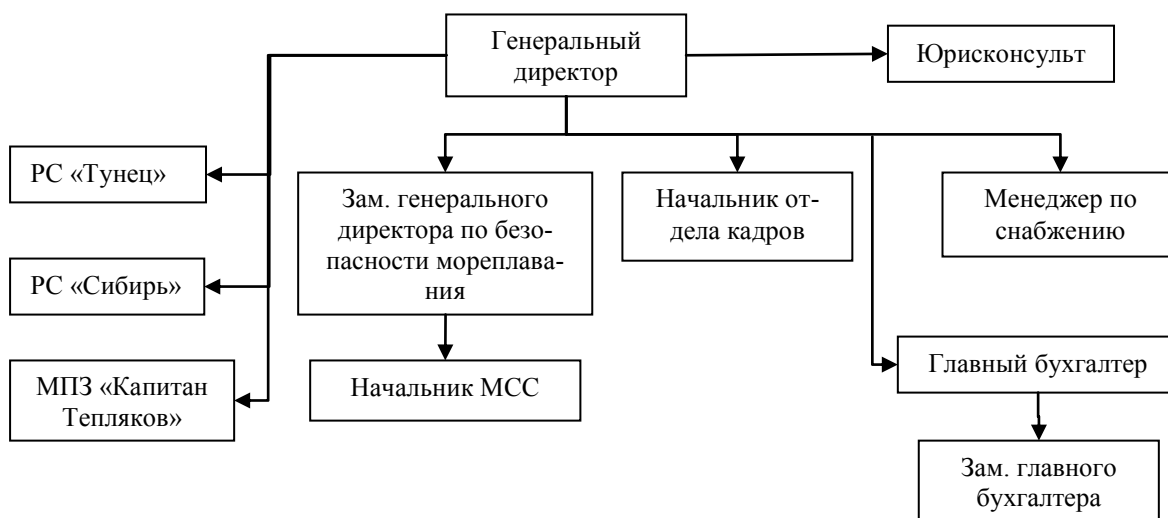 Генеральный
директор
Юрисконсульт
РС «Тунец»
РС «Сибирь»
МПЗ «Капитан
Тепляков»
Зам. генерального
директора по безо-
пасности мореплава-
ния
Начальник от-
дела кадров
Менеджер по
снабжению
Начальник МСС
Главный бухгалтер
Зам. главного
бухгалтера